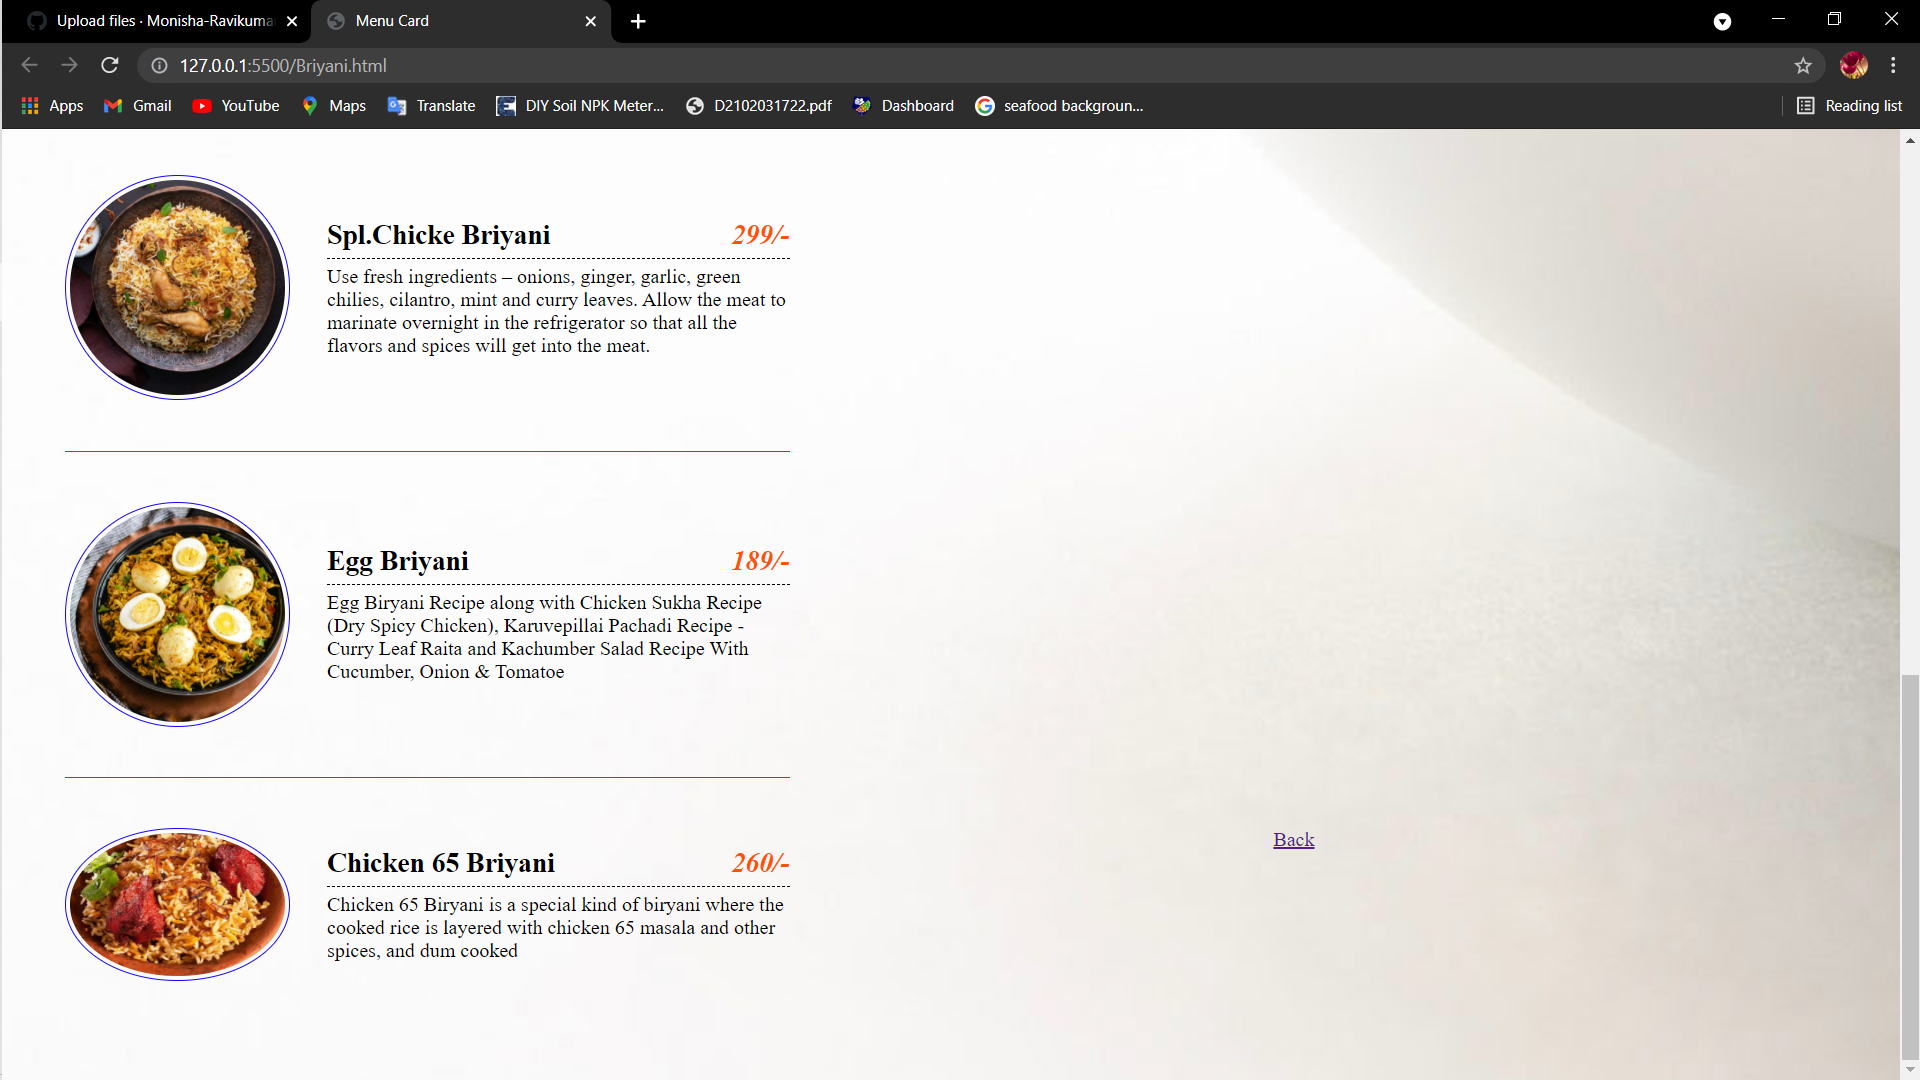 Upload files · Monisha-Ravikuma
Menu Card
127.0.0.1:5500/Briyani.html
Apps
Gmail
YouTube
Maps
Translate
DIY Soil NPK Meter...
D2102031722.pdf
Dashboard
seafood backgroun...
Reading list
Spl.Chicke Briyani 299/-
Use fresh ingredients – onions, ginger, garlic, green
chilies, cilantro, mint and curry leaves. Allow the meat to
marinate overnight in the refrigerator so that all the
flavors and spices will get into the meat.
Egg Briyani 189/-
Egg Biryani Recipe along with Chicken Sukha Recipe
(Dry Spicy Chicken), Karuvepillai Pachadi Recipe -
Curry Leaf Raita and Kachumber Salad Recipe With
Cucumber, Onion & Tomatoe
Chicken 65 Briyani 260/-
Chicken 65 Biryani is a special kind of biryani where the
cooked rice is layered with chicken 65 masala and other
spices, and dum cooked
Back